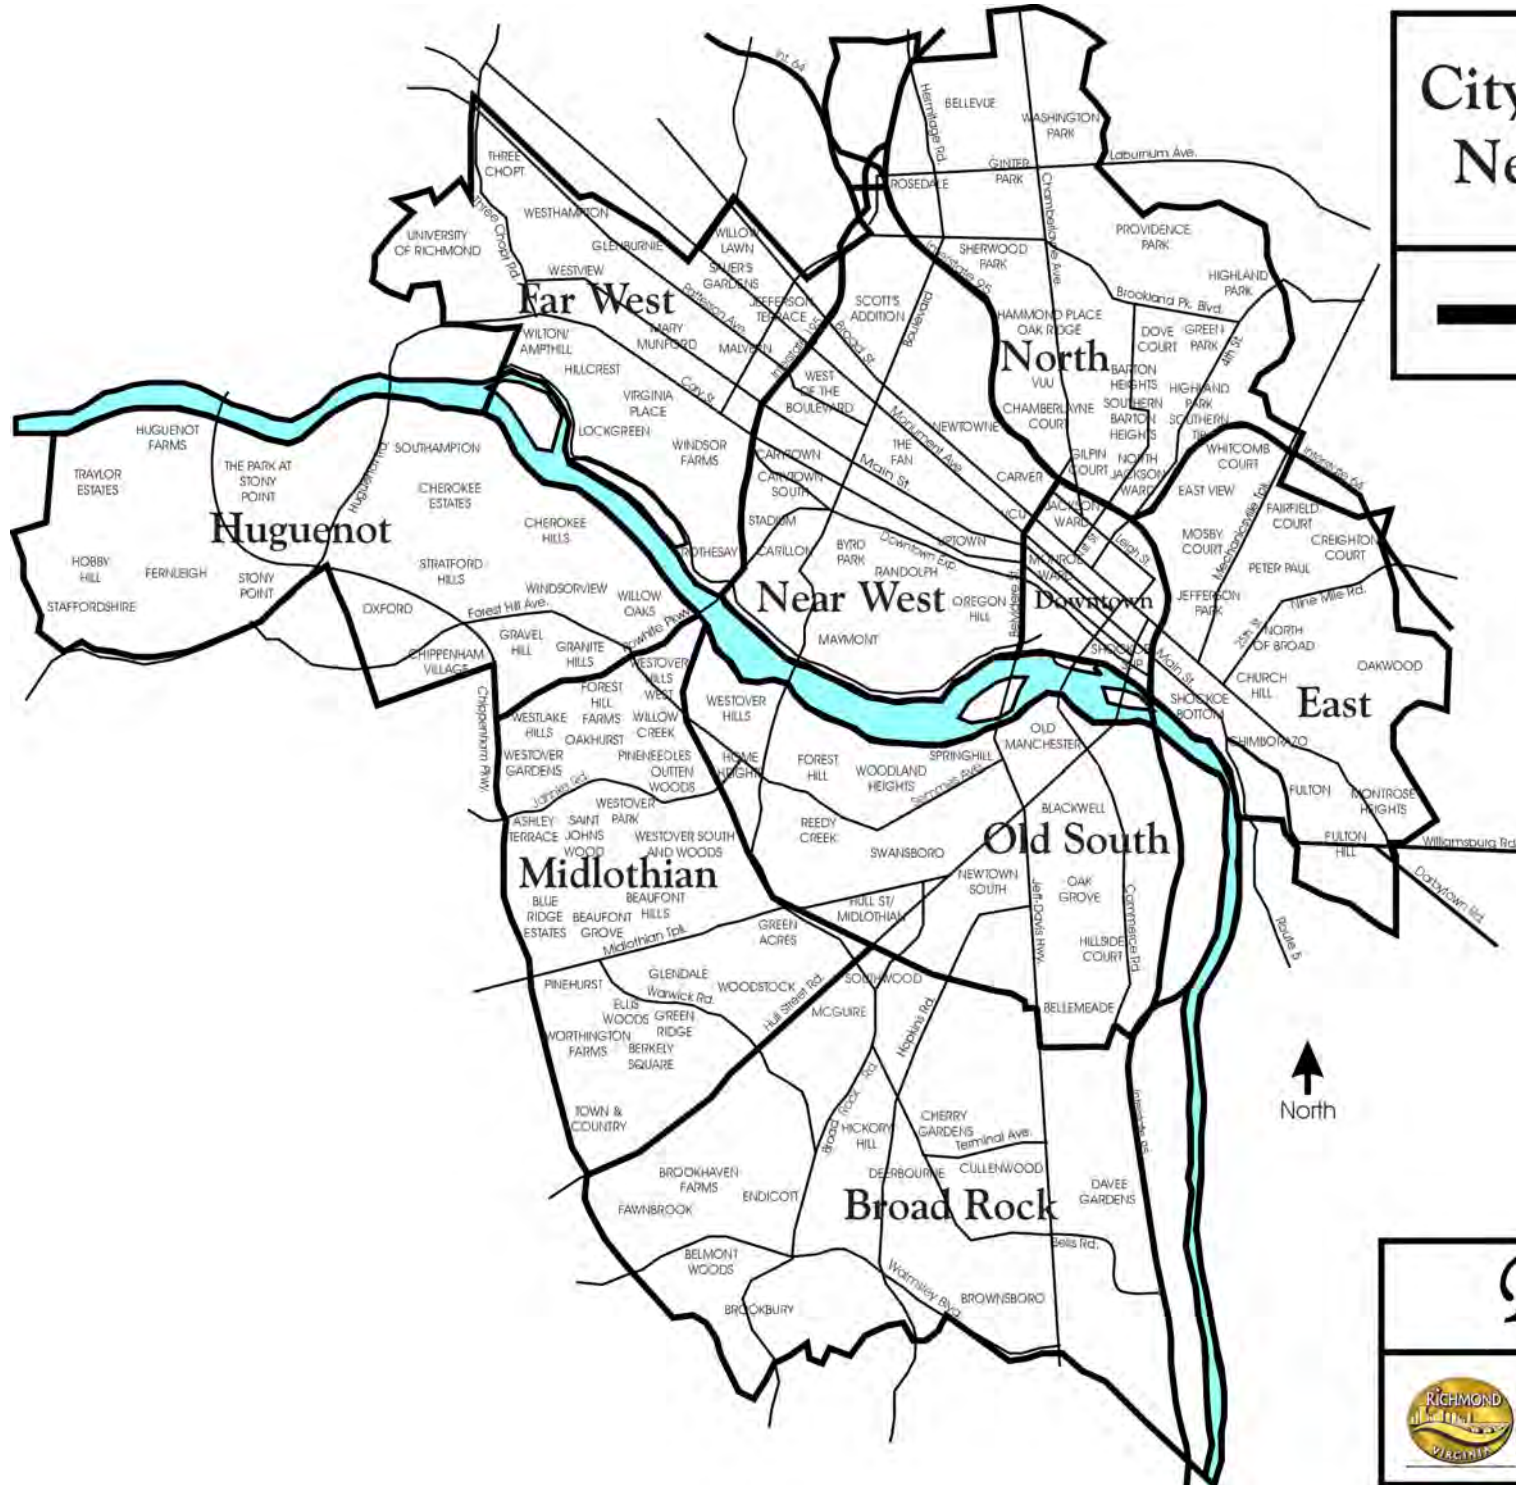 City
Ne
Int. 64
Hermitage Rd.
BELLEVUE
WASHINGTON
PARK
Laburnum Ave.
THREE
CHOPT
GINTER
PARK
ROSEDALE
Three Chopt Rd.
WESTHAMPTON
Chamberlayne Ave.
UNIVERSITY
OF RICHMOND
GLENBURNIE
WILLOW
LAWN
PROVIDENCE
PARK
SHERWOOD
PARK
Interstate 95
WESTVIEW
SAUER'S
GARDENS
HIGHLAND
PARK
Far West
Patterson Ave.
JEFFERSON
TERRACE
SCOTT'S
ADDITION
Boulevard
Brookland Pk. Blvd.
WILTON/
AMPTHILL
MARY
MUNFORD
MALVERN
Interstate 195
Broad St.
HAMMOND PLACE
OAK RIDGE
DOVE
COURT
GREEN
PARK
4th St.
North
HILLCREST
VUU
BARTON
HEIGHTS
HIGHLAND
PARK
SOUTHERN
TIP
VIRGINIA
PLACE
Cary St.
WEST
OF THE
BOULEVARD
Monument Ave.
CHAMBERLAYNE
COURT
SOUTHERN
BARTON
HEIGHTS
LOCKGREEN
NEWTOWNE
HUGUENOT
FARMS
Huguenot Rd.
SOUTHAMPTON
WINDSOR
FARMS
CARYTOWN
THE
FAN
Main St.
GILPIN
COURT
NORTH
JACKSON
WARD
WHITCOMB
COURT
Interstate 64
TRAYLOR
ESTATES
THE PARK AT
STONY
POINT
CHEROKEE
ESTATES
CARYTOWN
SOUTH
CARVER
EAST VIEW
Mechanicsville Tpk.
FAIRFIELD
COURT
Huguenot
CHEROKEE
HILLS
STADIUM
VCU
JACKSON
WARD
Leigh St.
MOSBY
COURT
CREIGHTON
COURT
ROTHESAY
CARILLON
BYRD
PARK
Downtown Exp.
UPTOWN
HOBBY
HILL
FERNLEIGH
STONY
POINT
STRATFORD
HILLS
RANDOLPH
MONROE
WARD
PETER PAUL
STAFFORDSHIRE
OXFORD
WINDSORVIEW
WILLOW
OAKS
Near West
OREGON
HILL
Belvidere St.
Downtown
JEFFERSON
PARK
Nine Mile Rd.
Forest Hill Ave.
Powhite Pkwy.
MAYMONT
25th St.
NORTH
OF BROAD
GRAVEL
HILL
GRANITE
HILLS
SHOCKOE
SLIP
Main St.
OAKWOOD
CHIPPENHAM
VILLAGE
WESTOVER
HILLS
WEST
CHURCH
HILL
East
Chippenham Pkwy.
FOREST
HILL
FARMS
WESTOVER
HILLS
SHOCKOE
BOTTOM
WESTLAKE
HILLS
WILLOW
CREEK
OLD
MANCHESTER
CHIMBORAZO
OAKHURST
WESTOVER
GARDENS
PINENEEDLES
OUTTEN
WOODS
HOME
HEIGHTS
FOREST
HILL
WOODLAND
HEIGHTS
SPRINGHILL
Semmes Ave.
FULTON
MONTROSE
HEIGHTS
Jahnke Rd.
WESTOVER
PARK
BLACKWELL
ASHLEY
TERRACE
SAINT
JOHNS
WOOD
WESTOVER SOUTH
AND WOODS
REEDY
CREEK
SWANSBORO
Old South
FULTON
HILL
Williamsburg Rd.
Midlothian
NEWTOWN
SOUTH
OAK
GROVE
Darbytown Rd.
BLUE
RIDGE
ESTATES
BEAUFONT
GROVE
BEAUFONT
HILLS
HULL ST/
MIDLOTHIAN
Jeff-Davis Hwy.
Commerce Rd.
Route 5
Midlothian Tpk.
GREEN
ACRES
HILLSIDE
COURT
PINEHURST
GLENDALE
Warwick Rd.
WOODSTOCK
Hull Street Rd.
SOUTHWOOD
ELLIS
WOODS
GREEN
RIDGE
MCGUIRE
Hopkins Rd.
BELLEMEADE
WORTHINGTON
FARMS
BERKELY
SQUARE
North
TOWN &
COUNTRY
Broad Rock Rd.
HICKORY
HILL
CHERRY
GARDENS
Terminal Ave.
Interstate 95
BROOKHAVEN
FARMS
DEERBOURNE
CULLENWOOD
DAVEE
GARDENS
ENDICOTT
FAWNBROOK
Broad Rock
Bells Rd.
BELMONT
WOODS
Walmsley Blvd.
BROOKBURY
BROWNSBORO
RICHMOND
VIRGINIA